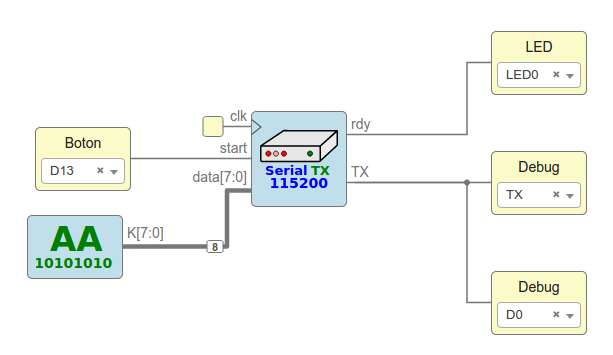 LED
LED0
clk
rdy
Boton
D13
start
Serial TX
115200
data[7:0]
TX
Debug
TX
AA
10101010
K[7:0]
8
Debug
D0